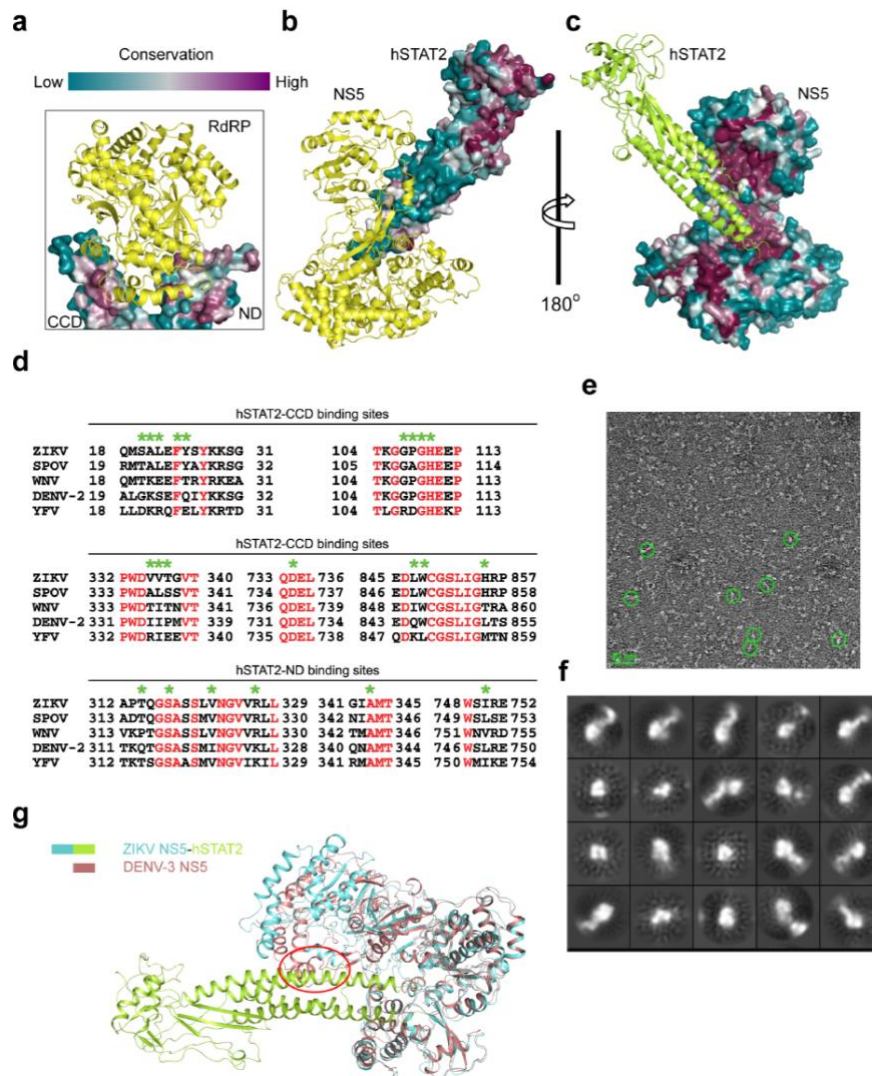 a
Conservation
Low
High
RdRP
CCD
ND
b
hSTAT2
NS5
180°
c
hSTAT2
NS5
d
hSTAT2-CCD binding sites
*** ** ****
ZIKV 18 QMSALEFYSYKKSG 31 104 TKGGPGHEEP 113
SPOV 19 RMTALEFYAYKKSG 32 105 TKGGAGHEEP 114
WNV 18 QMTKEEFTRYRKEA 31 104 TKGGPGHEEP 113
DENV-2 19 ALGKSEFQIYKKSG 32 104 TKGGPGHEEP 113
YFV 18 LLDKRQFELYKRTD 31 104 TLGRDGHEKP 113
hSTAT2-CCD binding sites
*** * ** *
ZIKV 332 PWDVVTGVT 340 733 QDEL 736 845 EDLWCGSLIGHRP 857
SPOV 333 PWDALSSVT 341 734 QDEL 737 846 EDLWCGSLIGHRP 858
WNV 333 PWDTITNVT 341 736 QDEL 739 848 EDIWCGSLIGTRA 860
DENV-2 331 PWDIIPMVT 339 731 QDEL 734 843 EDQWCGSLIGLTS 855
YFV 332 PWDRIEEVT 340 735 QDEL 738 847 QDKLCGSLIGMTN 859
hSTAT2-ND binding sites
* * * * * *
ZIKV 312 APTQGSASSLVNGVVRLL 329 341 GIAMT 345 748 WSIRE 752
SPOV 313 ADTQGSASSMVNGVVRLL 330 342 NIAMT 346 749 WSLSE 753
WNV 313 VKPTGSASSLVNGVVRLL 330 342 TMAMT 346 751 WNVRD 755
DENV-2 311 TKQTGSASSMINGVVRLL 328 340 QNAMT 344 746 WSLRE 750
YFV 312 TKTSGSAASMVNGVIKIL 329 341 RMAMT 345 750 WMIKE 754
e
f
g
ZIKV NS5-hSTAT2
DENV-3 NS5